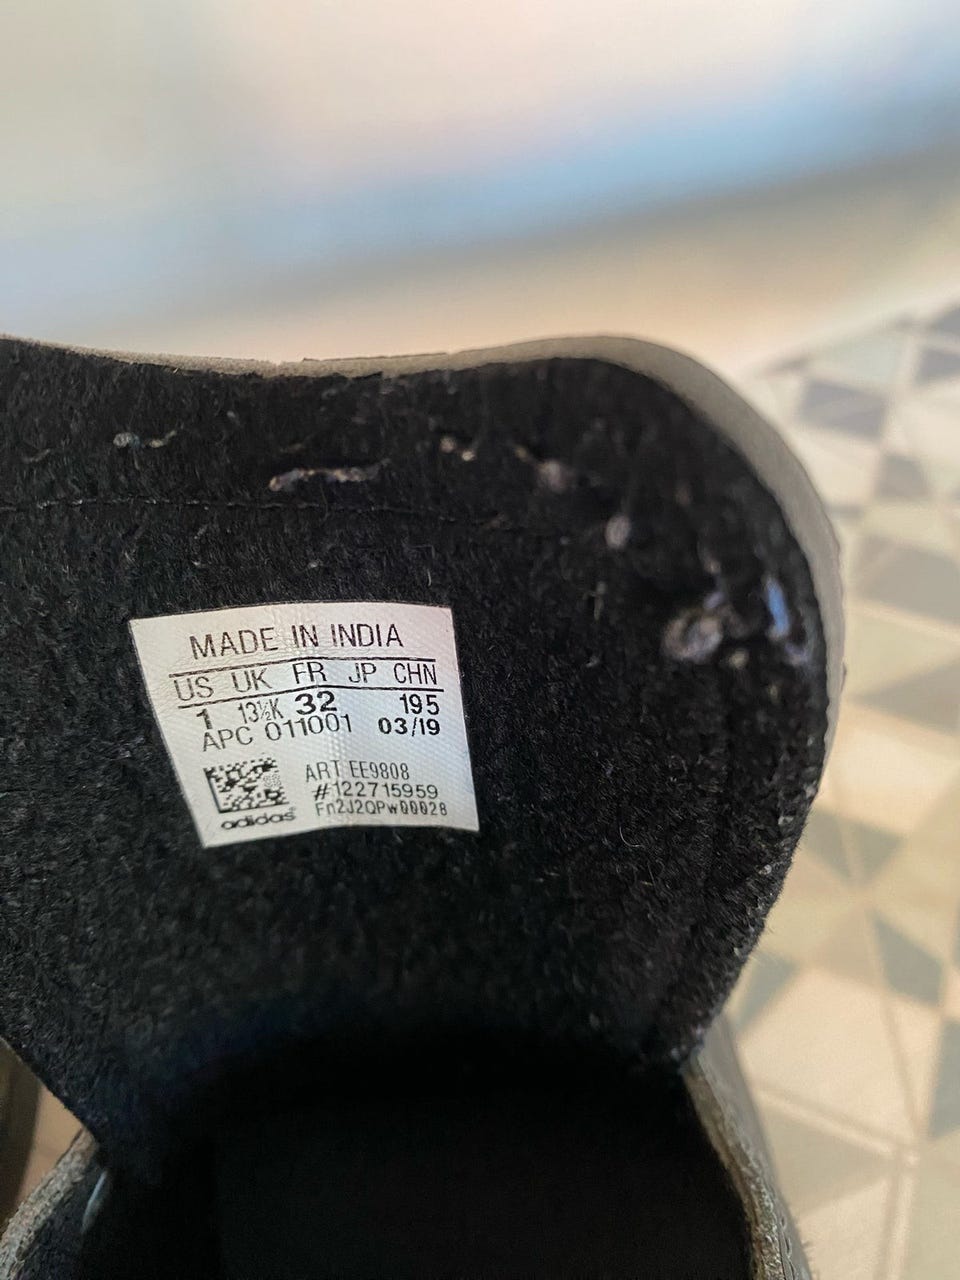 MADE IN INDIA
US UK FR JP CHN
1 13½K 32 195
APC 011001 03/19
ART EE9808
#122715959
Fn2J2QPw00028
adidas